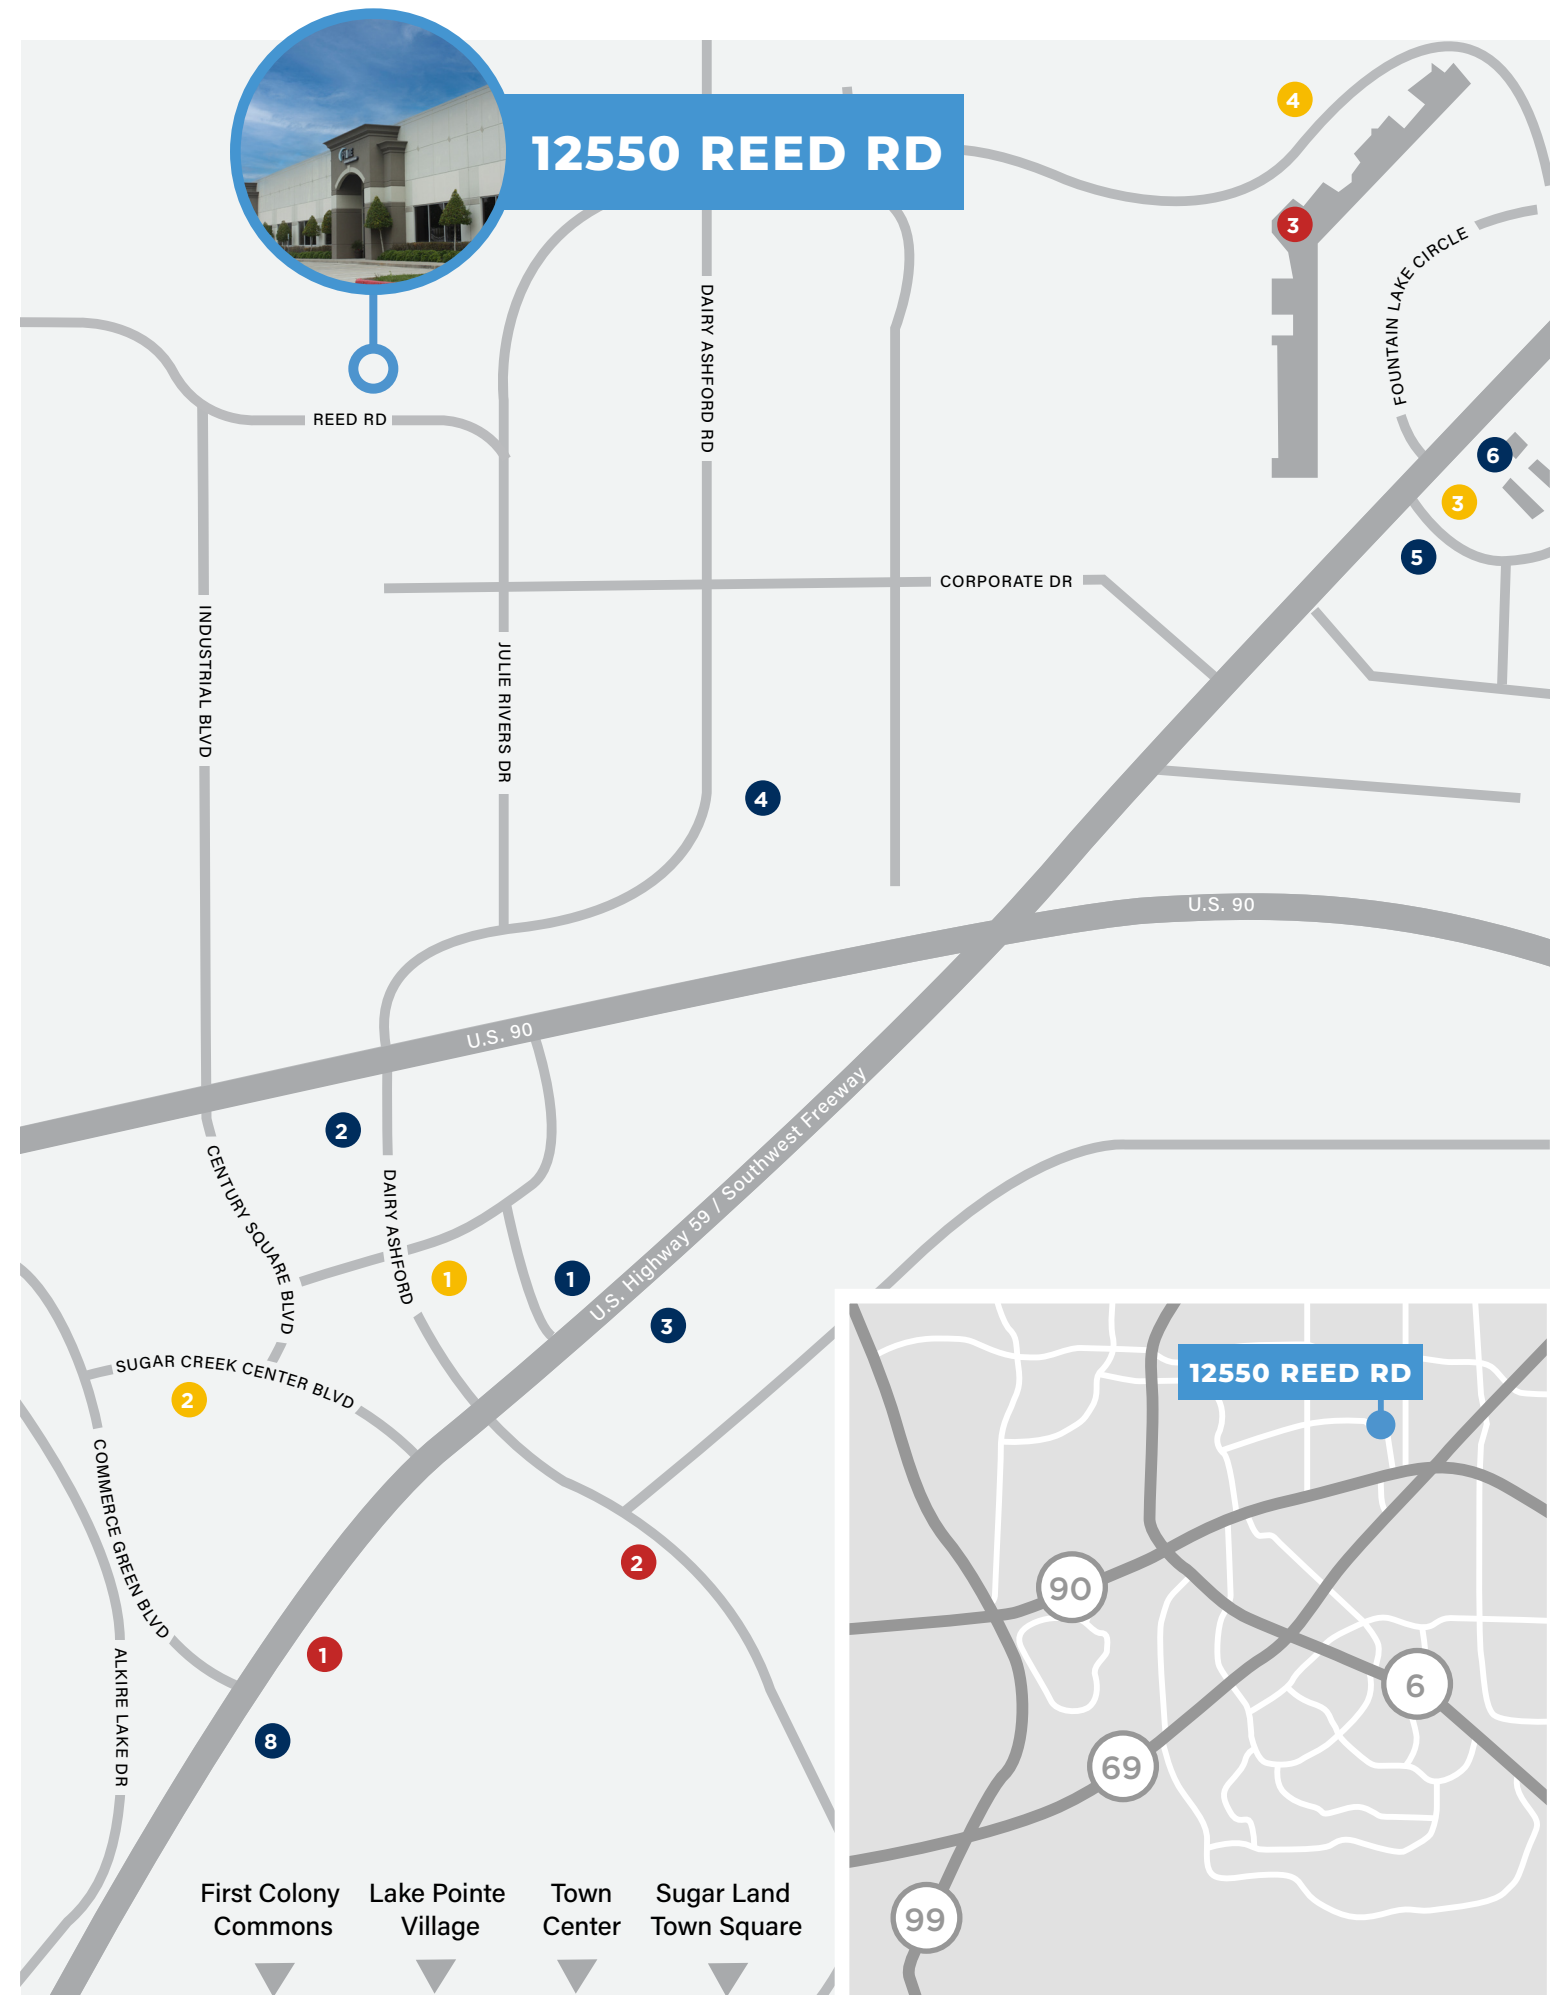 12550 REED RD
4
3
FOUNTAIN LAKE CIRCLE
DAIRY ASHFORD RD
REED RD
6
3
5
CORPORATE DR
INDUSTRIAL BLVD
JULIE RIVERS DR
4
U.S. 90
U.S. 90
U.S. Highway 59 / Southwest Freeway
2
CENTURY SQUARE BLVD
DAIRY ASHFORD
1
1
3
SUGAR CREEK CENTER BLVD
2
COMMERCE GREEN BLVD
2
1
ALKIRE LAKE DR
8
First Colony
Commons
Lake Pointe
Village
Town
Center
Sugar Land
Town Square
12550 REED RD
90
6
69
99